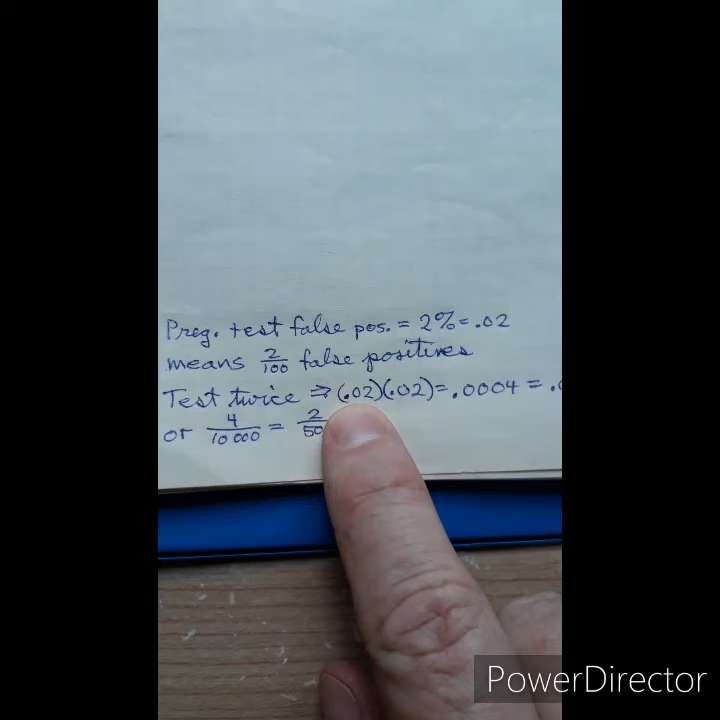 Preg. test false pos. = 2% = .02
means 2/100 false positives
Test twice ⇒ (.02)(.02) = .0004 = .0
or 4/10 000 = 2/50
PowerDirector